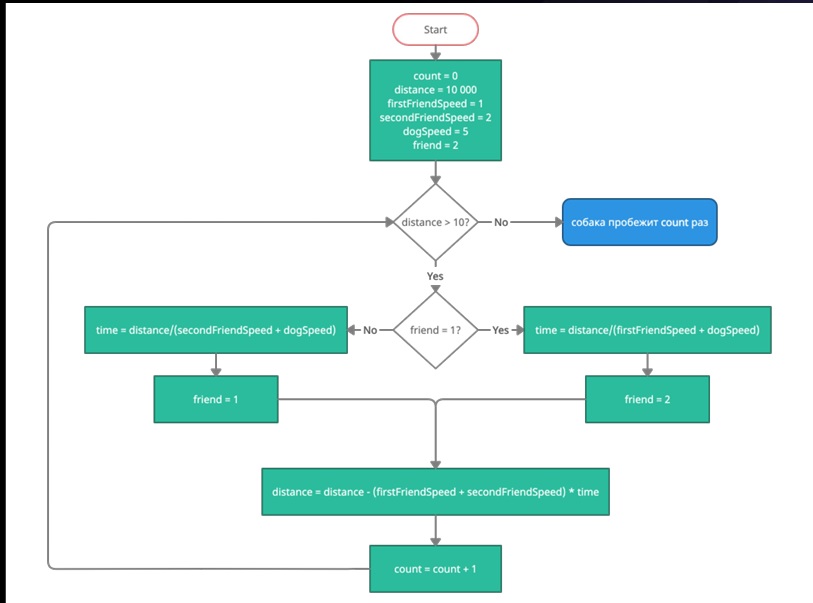 Start
count = 0
distance = 10 000
firstFriendSpeed = 1
secondFriendSpeed = 2
dogSpeed = 5
friend = 2
distance > 10?
No
собака пробежит count раз
Yes
time = distance/(secondFriendSpeed + dogSpeed)
No
friend = 1?
Yes
time = distance/(firstFriendSpeed + dogSpeed)
friend = 1
friend = 2
distance = distance - (firstFriendSpeed + secondFriendSpeed) * time
count = count + 1